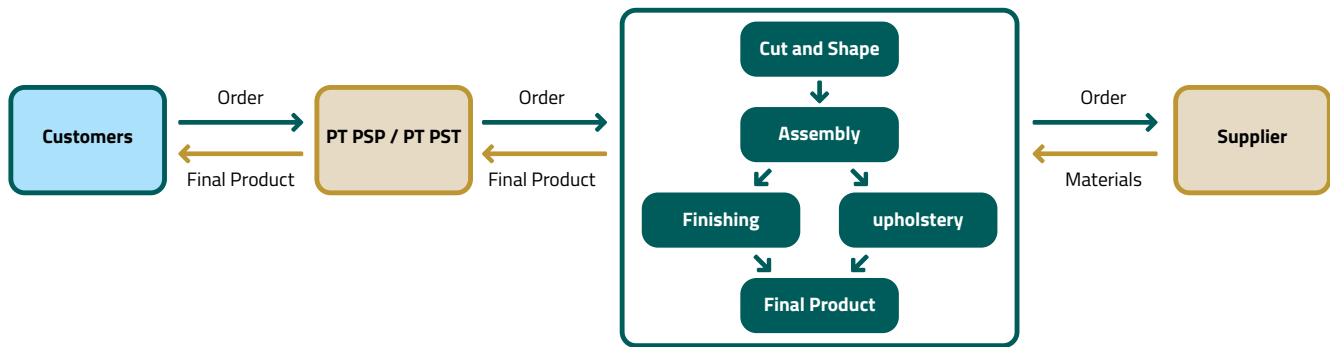 Customers
Order
Final Product
PT PSP / PT PST
Order
Final Product
Cut and Shape
Assembly
Finishing
upholstery
Final Product
Order
Materials
Supplier